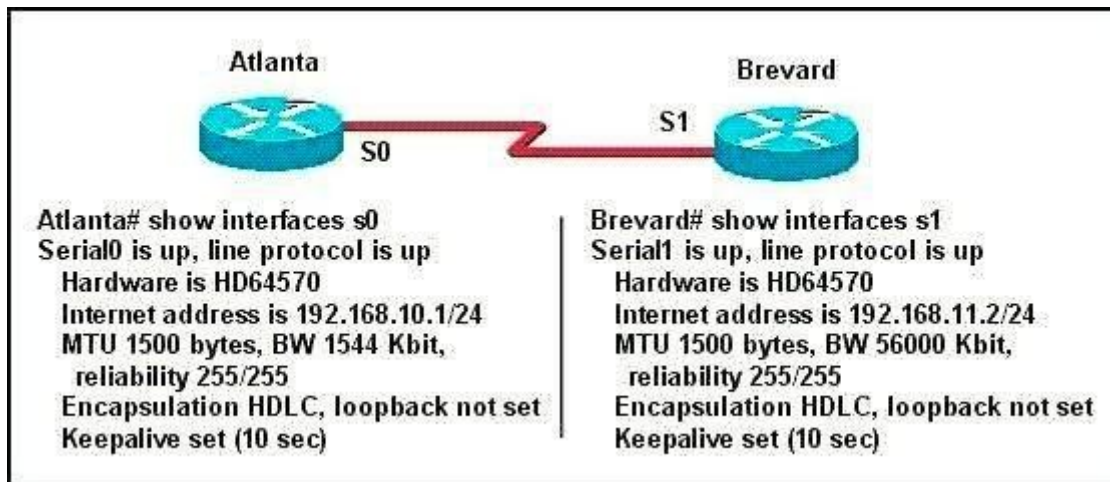 Atlanta
Brevard
S0
S1
Atlanta# show interfaces s0
Serial0 is up, line protocol is up
Hardware is HD64570
Internet address is 192.168.10.1/24
MTU 1500 bytes, BW 1544 Kbit,
reliability 255/255
Encapsulation HDLC, loopback not set
Keepalive set (10 sec)
Brevard# show interfaces s1
Serial1 is up, line protocol is up
Hardware is HD64570
Internet address is 192.168.11.2/24
MTU 1500 bytes, BW 56000 Kbit,
reliability 255/255
Encapsulation HDLC, loopback not set
Keepalive set (10 sec)